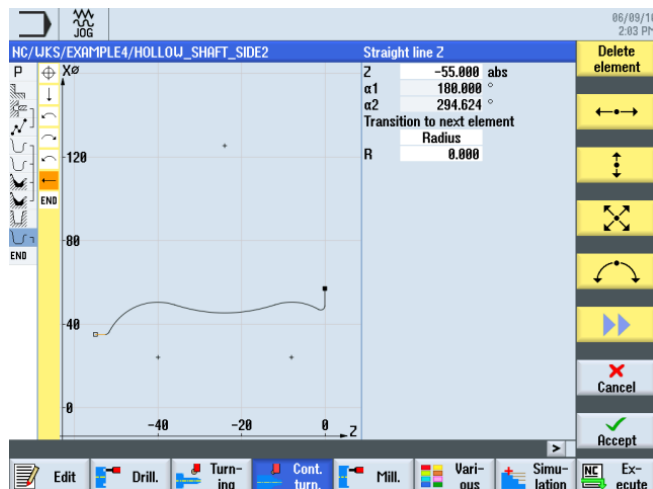 JOG
06/09/16
2:03 PM
NC/WKS/EXAMPLE4/HOLLOW_SHAFT_SIDE2
Straight line Z
Delete
element
P
END
END
XØ
120
80
40
0
-40
-20
0
Z
Z -55.000 abs
α1 180.000 °
α2 294.624 °
Transition to next element
Radius
R 0.000
Cancel
Accept
>
Edit
Drill.
Turn-
ing
Cont.
turn.
Mill.
Vari-
ous
Simu-
lation
NC
Ex-
ecute